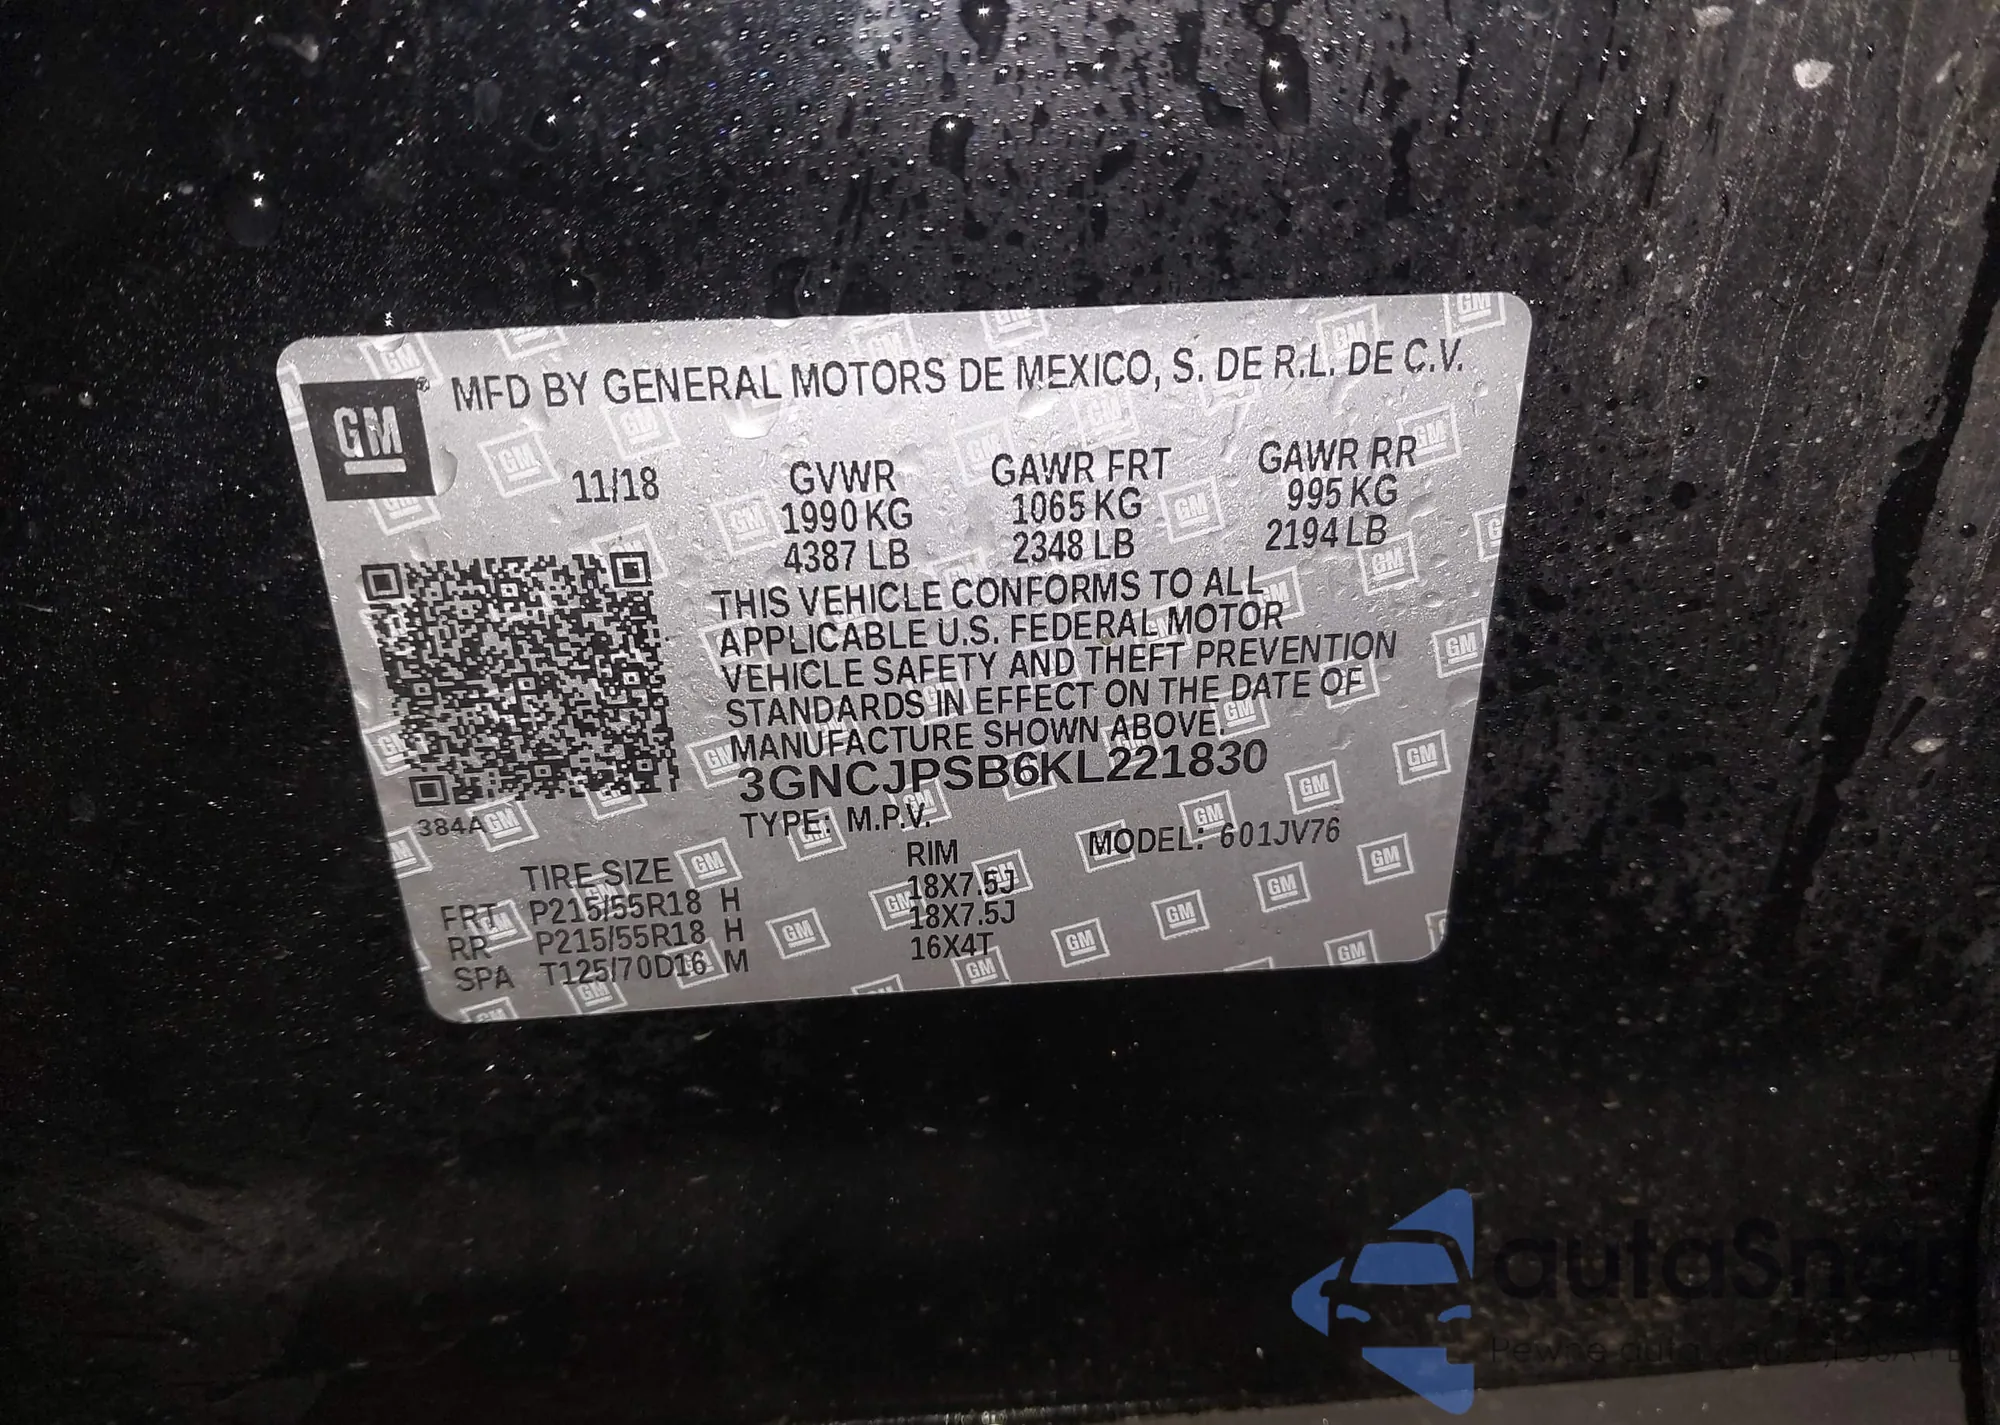 GM
MFD BY GENERAL MOTORS DE MEXICO, S. DE R.L. DE C.V.
11/18 GVWR GAWR FRT GAWR RR
1990 KG 1065 KG 995 KG
4387 LB 2348 LB 2194 LB
THIS VEHICLE CONFORMS TO ALL
APPLICABLE U.S. FEDERAL MOTOR
VEHICLE SAFETY AND THEFT PREVENTION
STANDARDS IN EFFECT ON THE DATE OF
MANUFACTURE SHOWN ABOVE.
3GNCJPSB6KL221830
384A
TYPE: M.P.V. MODEL: 601JV76
TIRE SIZE RIM
FRT P215/55R18 H 18X7.5J
RR P215/55R18 H 18X7.5J
SPA T125/70D16 M 16X4T
autaSna
Pewne auta